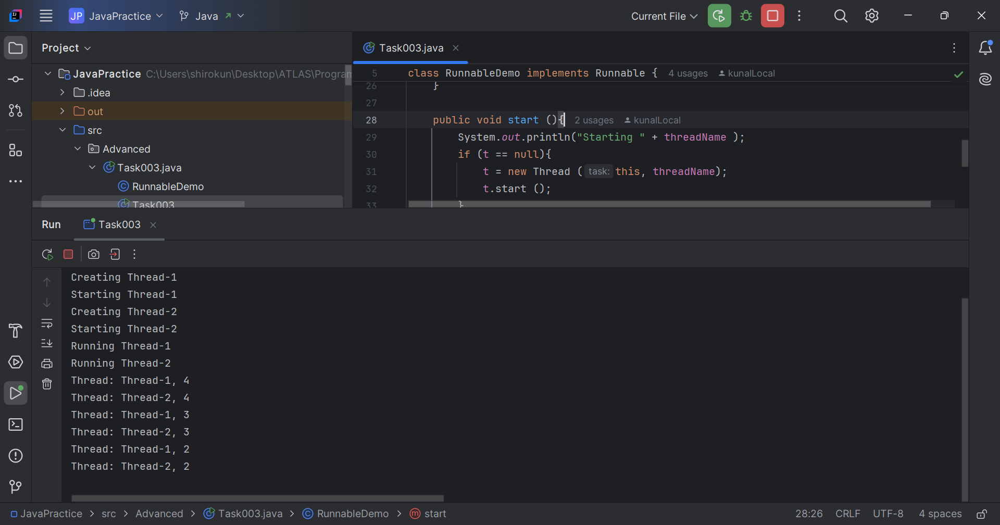 JP JavaPractice Java Current File
Project
Task003.java
JavaPractice C:\Users\shirokun\Desktop\ATLAS\Program
.idea
out
src
Advanced
Task003.java
RunnableDemo
Task003
5 class RunnableDemo implements Runnable { 4 usages kunalLocal
26 }
27
28 public void start (){ 2 usages kunalLocal
29 System.out.println("Starting " + threadName );
30 if (t == null){
31 t = new Thread ( task: this, threadName);
32 t.start ();
33 }
Run Task003
Creating Thread-1
Starting Thread-1
Creating Thread-2
Starting Thread-2
Running Thread-1
Running Thread-2
Thread: Thread-1, 4
Thread: Thread-2, 4
Thread: Thread-1, 3
Thread: Thread-2, 3
Thread: Thread-1, 2
Thread: Thread-2, 2
JavaPractice > src > Advanced > Task003.java > RunnableDemo > start 28:26 CRLF UTF-8 4 spaces